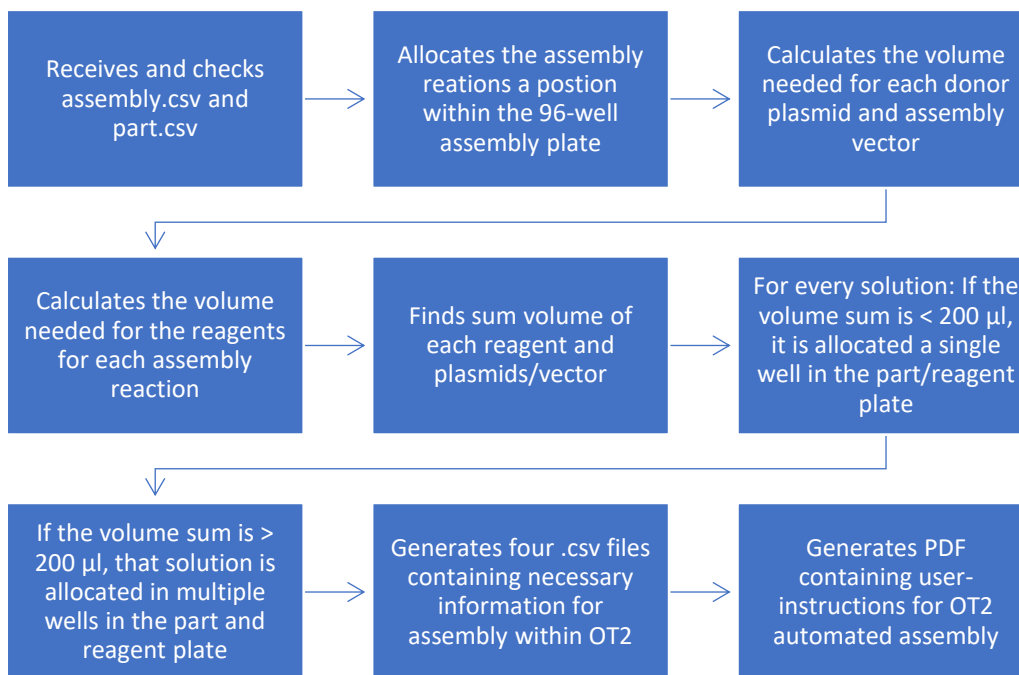 Receives and checks
assembly.csv and
part.csv
Allocates the assembly
reations a postion
within the 96-well
assembly plate
Calculates the volume
needed for each donor
plasmid and assembly
vector
Calculates the volume
needed for the reagents
for each assembly
reaction
Finds sum volume of
each reagent and
plasmids/vector
For every solution: If the
volume sum is < 200 µl,
it is allocated a single
well in the part/reagent
plate
If the volume sum is >
200 µl, that solution is
allocated in multiple
wells in the part and
reagent plate
Generates four .csv files
containing necessary
information for
assembly within OT2
Generates PDF
containing user-
instructions for OT2
automated assembly